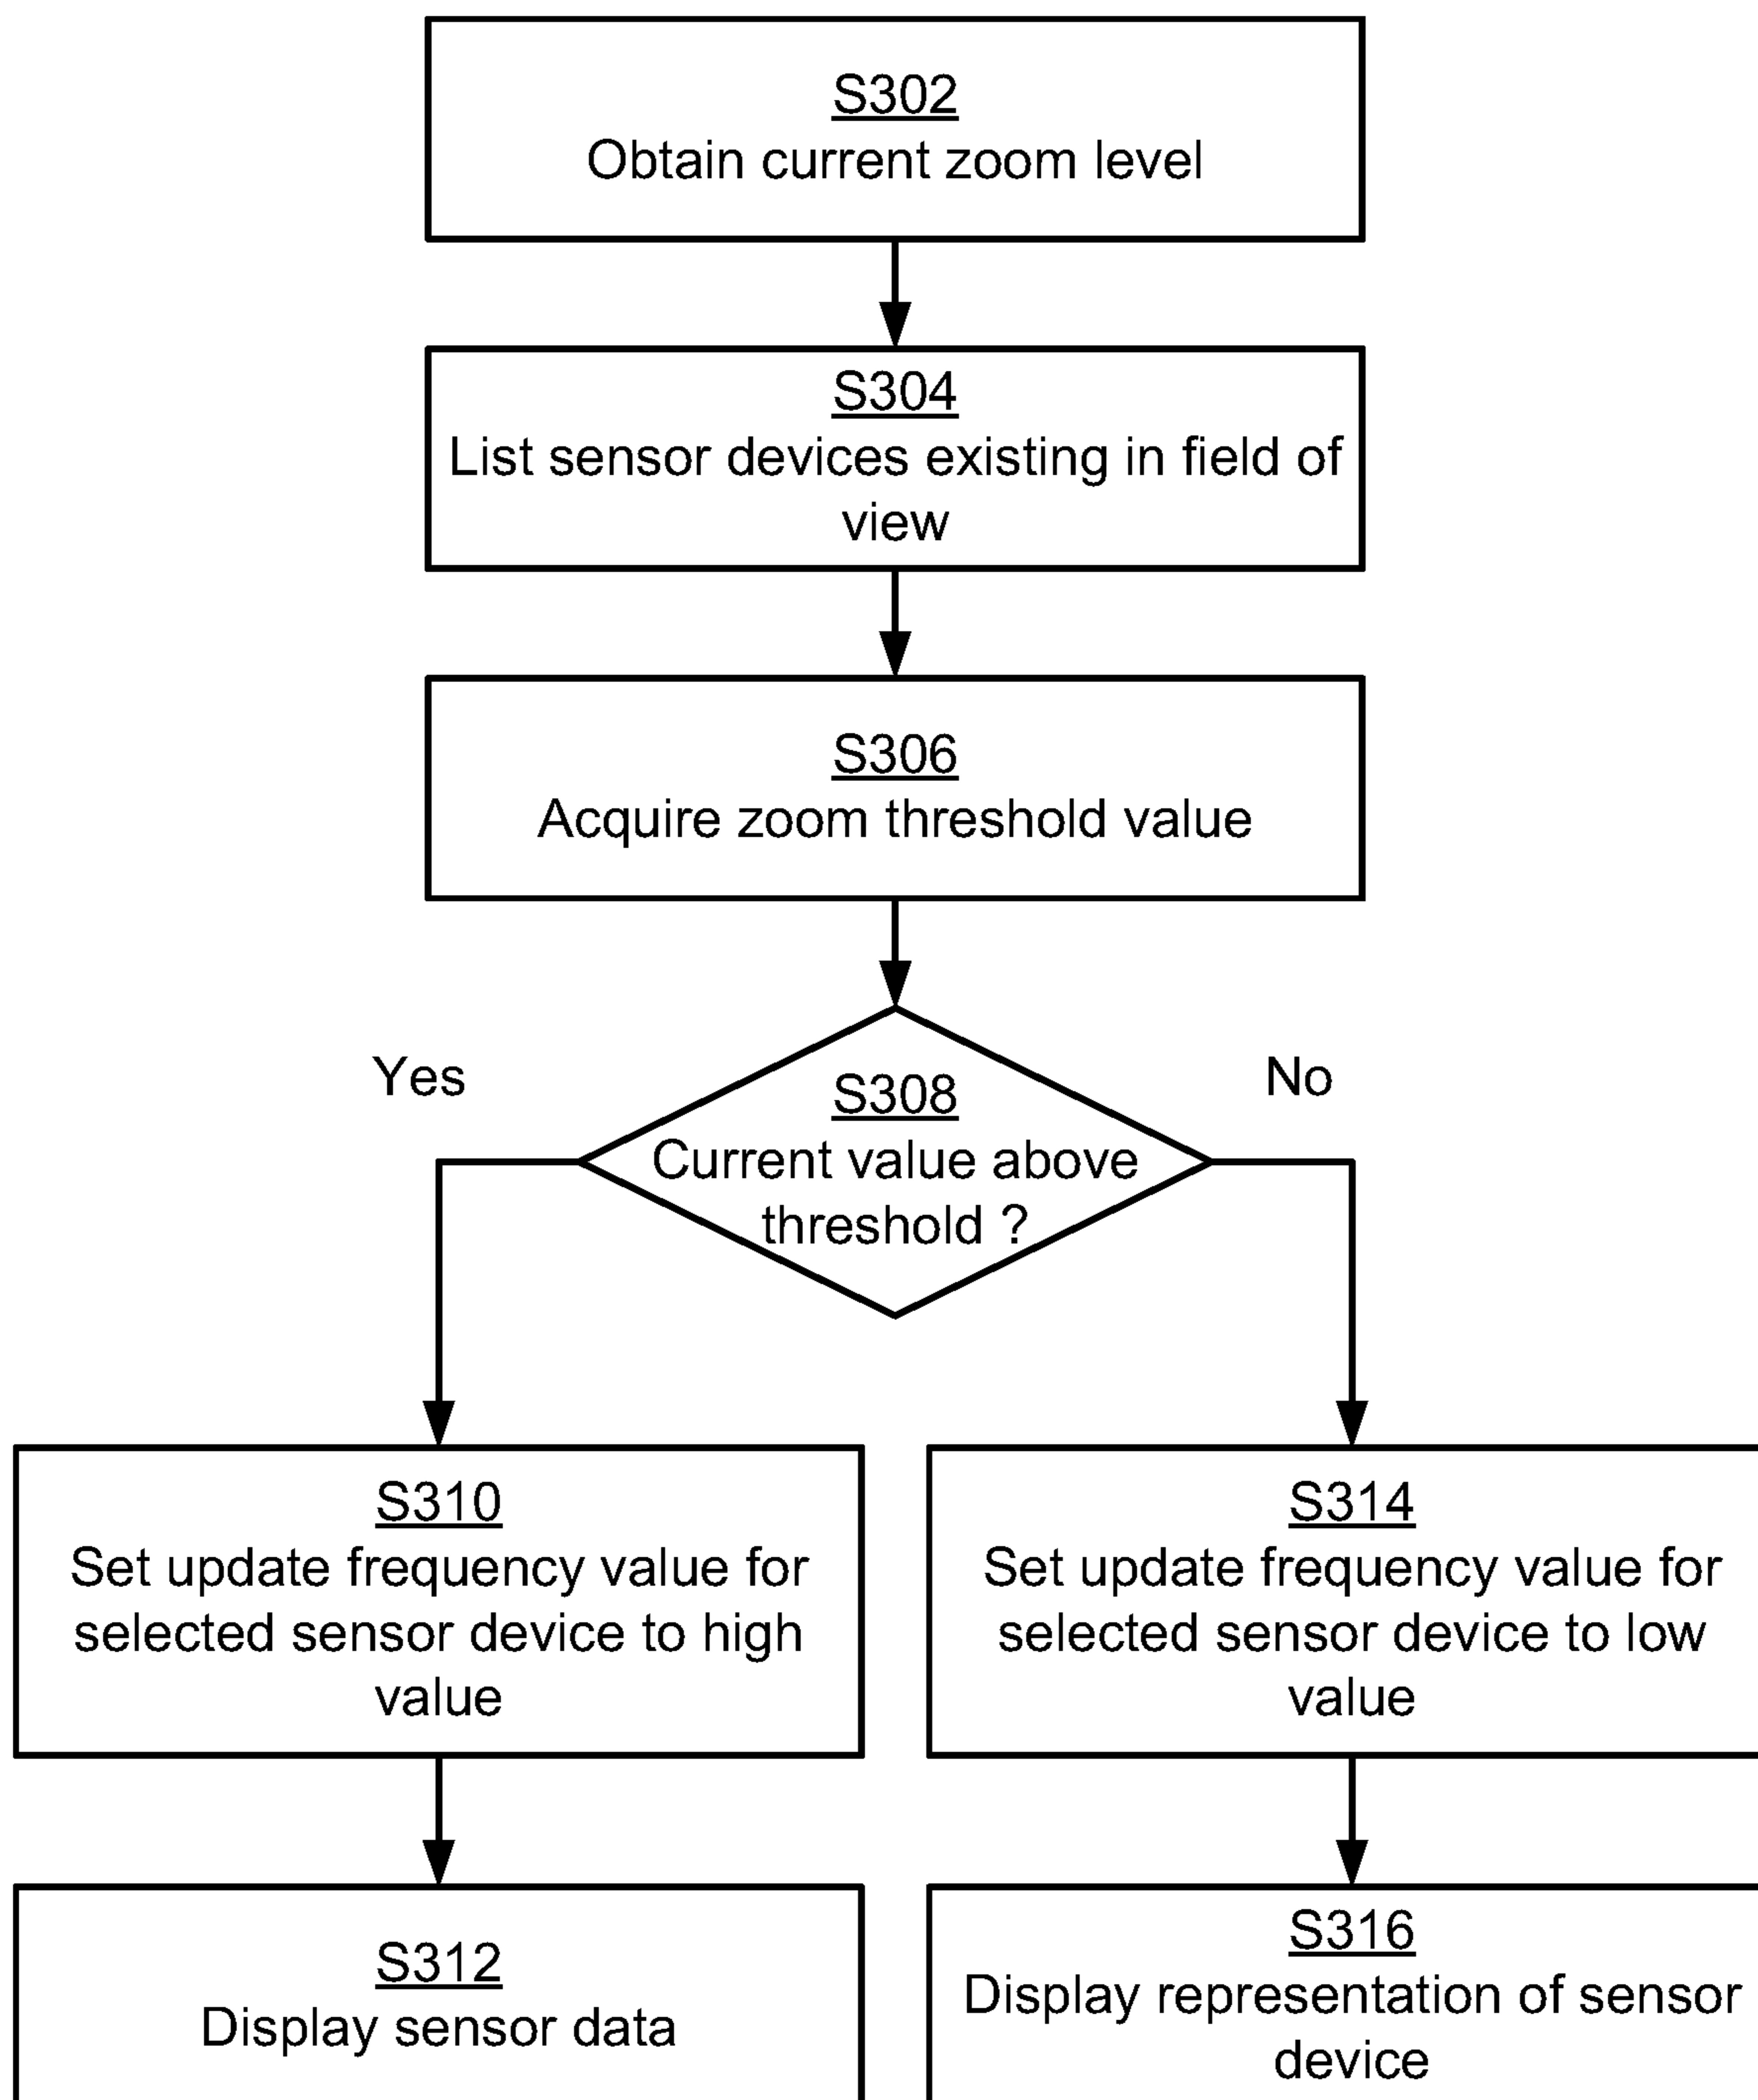 S302
Obtain current zoom level
S304
List sensor devices existing in field of
view
S306
Acquire zoom threshold value
Yes
No
S308
Current value above
threshold ?
S310
Set update frequency value for
selected sensor device to high
value
S314
Set update frequency value for
selected sensor device to low
value
S312
Display sensor data
S316
Display representation of sensor
device